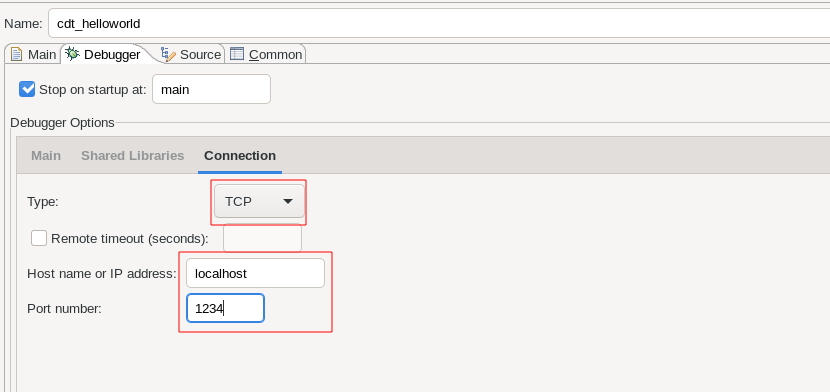 Name: cdt_helloworld
Main Debugger Source Common
Stop on startup at: main
Debugger Options
Main Shared Libraries Connection
Type: TCP
Remote timeout (seconds):
Host name or IP address: localhost
Port number: 1234